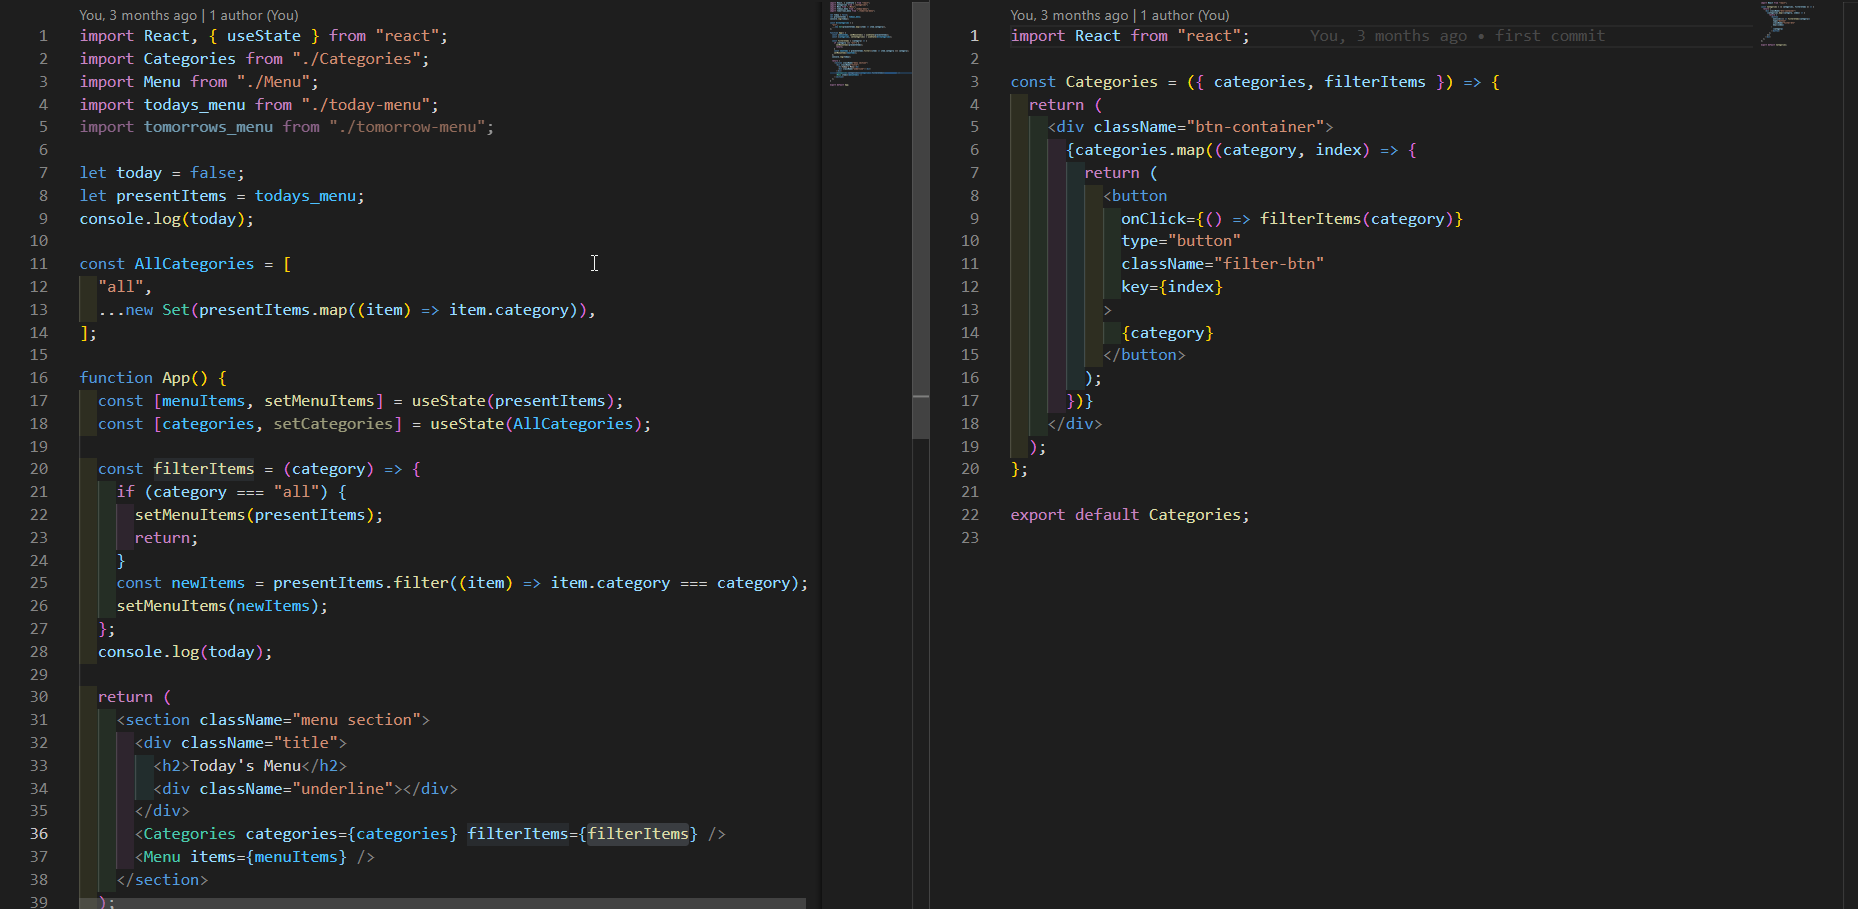 You, 3 months ago | 1 author (You)
1 import React, { useState } from "react";
2 import Categories from "./Categories";
3 import Menu from "./Menu";
4 import todays_menu from "./today-menu";
5 import tomorrows_menu from "./tomorrow-menu";
6
7 let today = false;
8 let presentItems = todays_menu;
9 console.log(today);
10
11 const AllCategories = [
12   "all",
13   ...new Set(presentItems.map((item) => item.category)),
14 ];
15
16 function App() {
17   const [menuItems, setMenuItems] = useState(presentItems);
18   const [categories, setCategories] = useState(AllCategories);
19
20   const filterItems = (category) => {
21     if (category === "all") {
22       setMenuItems(presentItems);
23       return;
24     }
25     const newItems = presentItems.filter((item) => item.category === category);
26     setMenuItems(newItems);
27   };
28   console.log(today);
29
30   return (
31     <section className="menu section">
32       <div className="title">
33         <h2>Today's Menu</h2>
34         <div className="underline"></div>
35       </div>
36       <Categories categories={categories} filterItems={filterItems} />
37       <Menu items={menuItems} />
38     </section>
39   );
You, 3 months ago | 1 author (You)
1 import React from "react";      You, 3 months ago • first commit
2
3 const Categories = ({ categories, filterItems }) => {
4   return (
5     <div className="btn-container">
6       {categories.map((category, index) => {
7         return (
8           <button
9             onClick={() => filterItems(category)}
10             type="button"
11             className="filter-btn"
12             key={index}
13           >
14             {category}
15           </button>
16         );
17       })}
18     </div>
19   );
20 };
21
22 export default Categories;
23